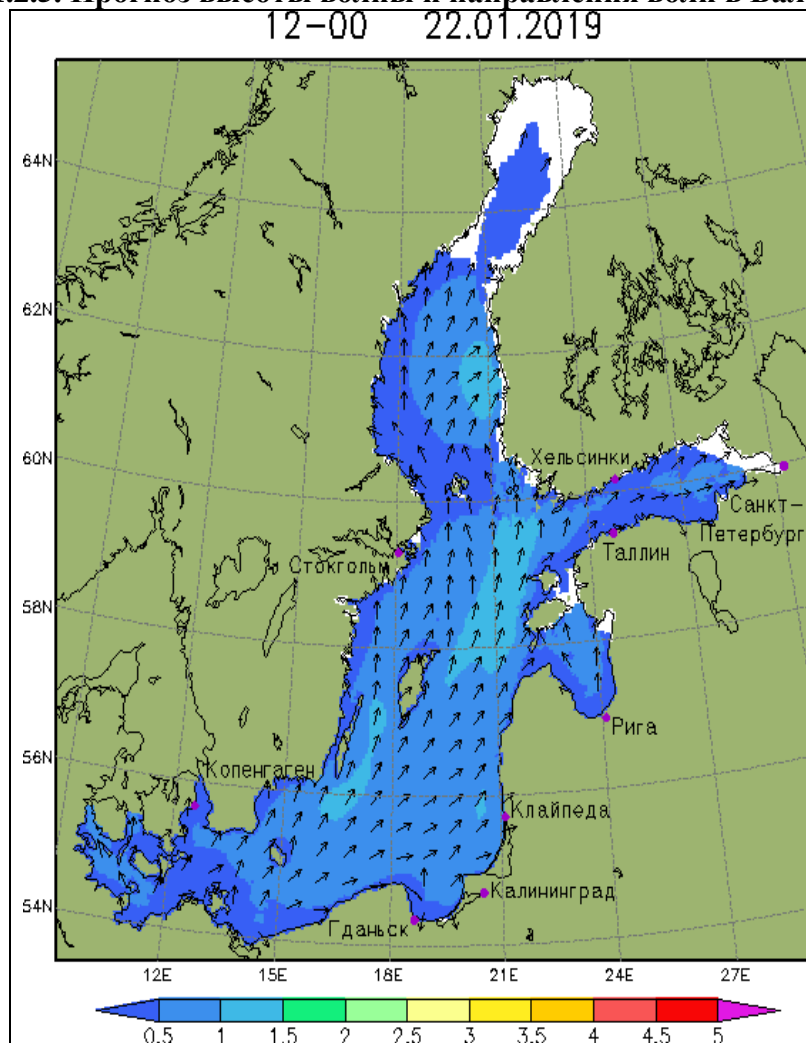 12-00 22.01.2019
64N
62N
60N
Хельсинки
Санкт-
Петербург
Таллин
Стокгольм
58N
Рига
56N
Копенгаген
Клайпеда
Калининград
54N
Гданьск
12E 15E 18E 21E 24E 27E
0.5 1 1.5 2 2.5 3 3.5 4 4.5 5